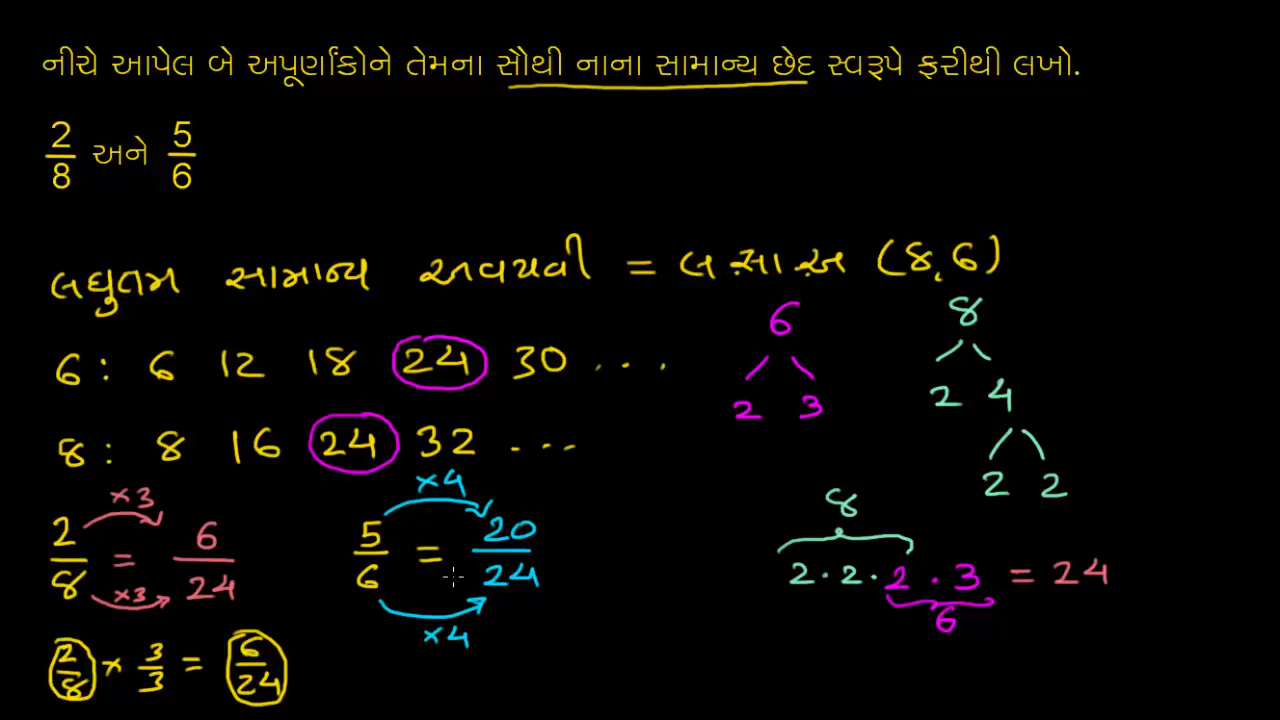 નીચે આપેલ બે અપૂર્ણાંકોને તેમના સૌથી નાના સામાન્ય છેદ સ્વરૂપે ફરીથી લખો.
2/8 અને 5/6
લઘુતમ સામાન્ય અવયવી = લ.સા.અ (8,6)
6 : 6 12 18 24 30 ...
8 : 8 16 24 32 ...
6
2 3
8
2 4
2 2
×3
2/8 = 6/24
×3
×4
5/6 = 20/24
×4
8
2 · 2 · 2 · 3 = 24
6
2/8 × 3/3 = 6/24